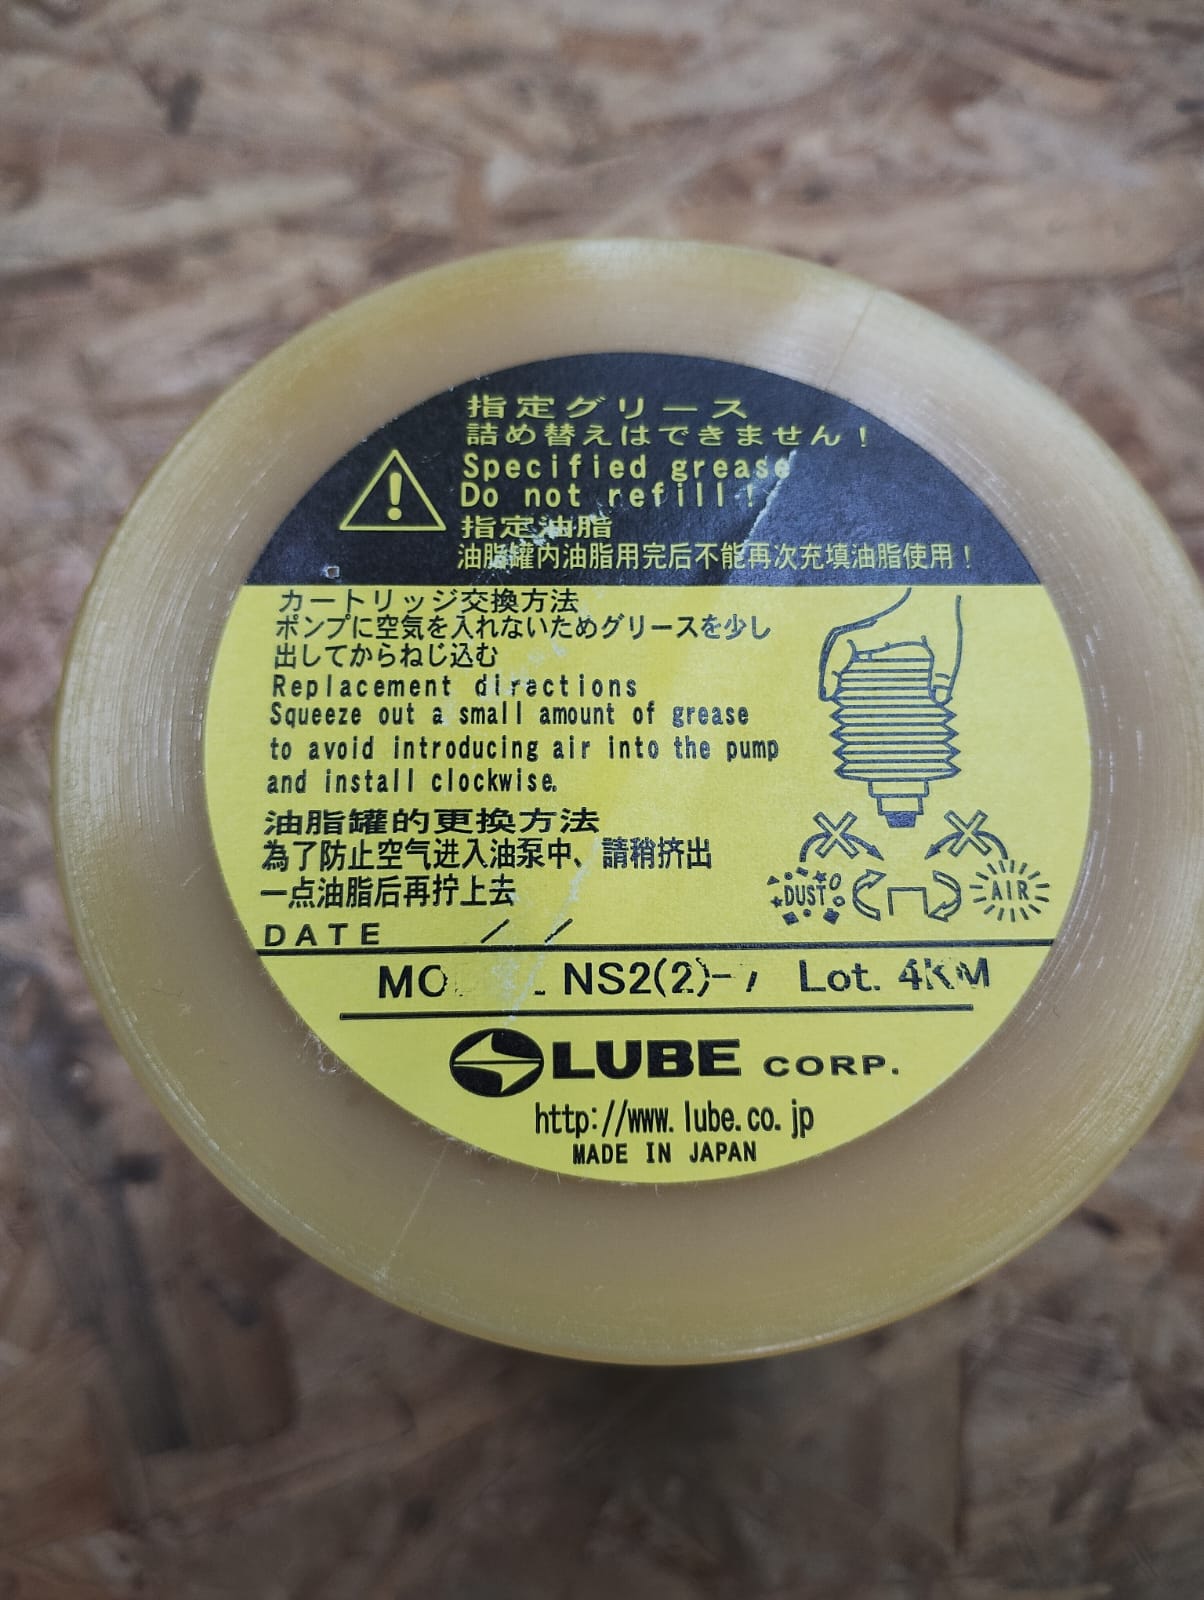 指定グリース
詰め替えはできません！
Specified grease
Do not refill!
指定油脂
油脂罐内油脂用完后不能再次充填油脂使用！
カートリッジ交換方法
ポンプに空気を入れないためグリースを少し
出してからねじ込む
Replacement directions
Squeeze out a small amount of grease
to avoid introducing air into the pump
and install clockwise.
油脂罐的更换方法
為了防止空气进入油泵中、請稍挤出
一点油脂后再拧上去
DUST
AIR
DATE / /
NS2(2)-7 Lot.
LUBE CORP.
http://www.lube.co.jp
MADE IN JAPAN